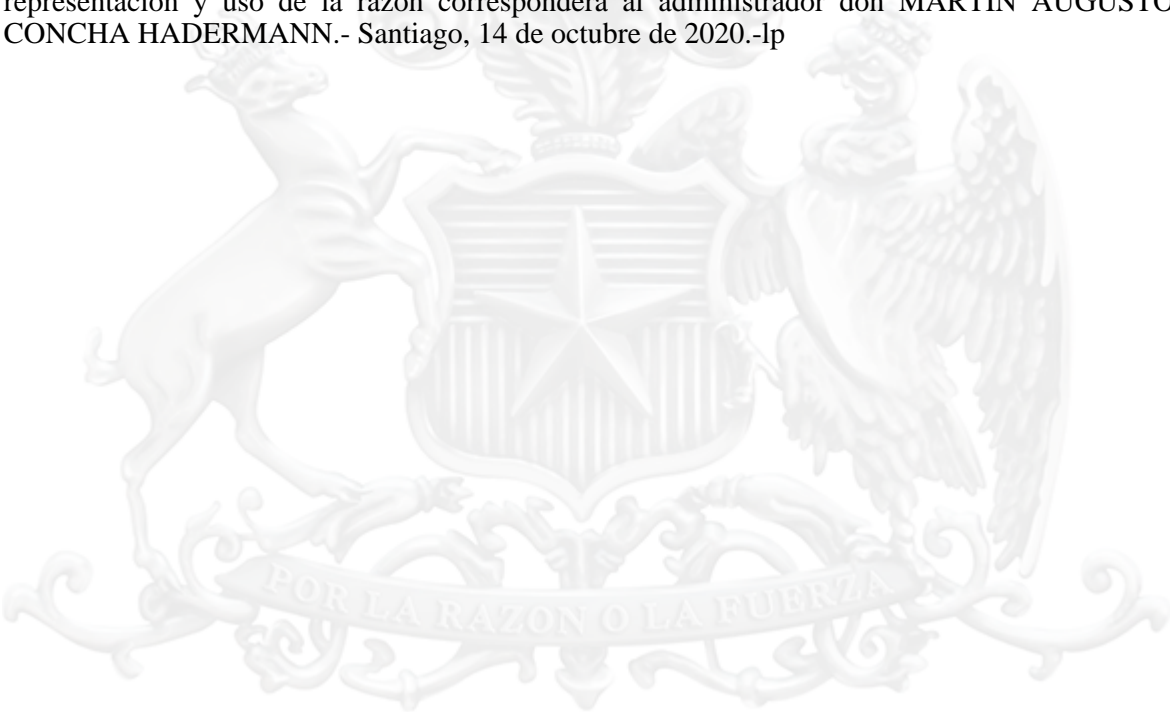 representación y uso de la razón corresponderá al administrador don MARTIN AUGUSTO
CONCHA HADERMANN.- Santiago, 14 de octubre de 2020.-lp
POR LA RAZON O LA FUERZA